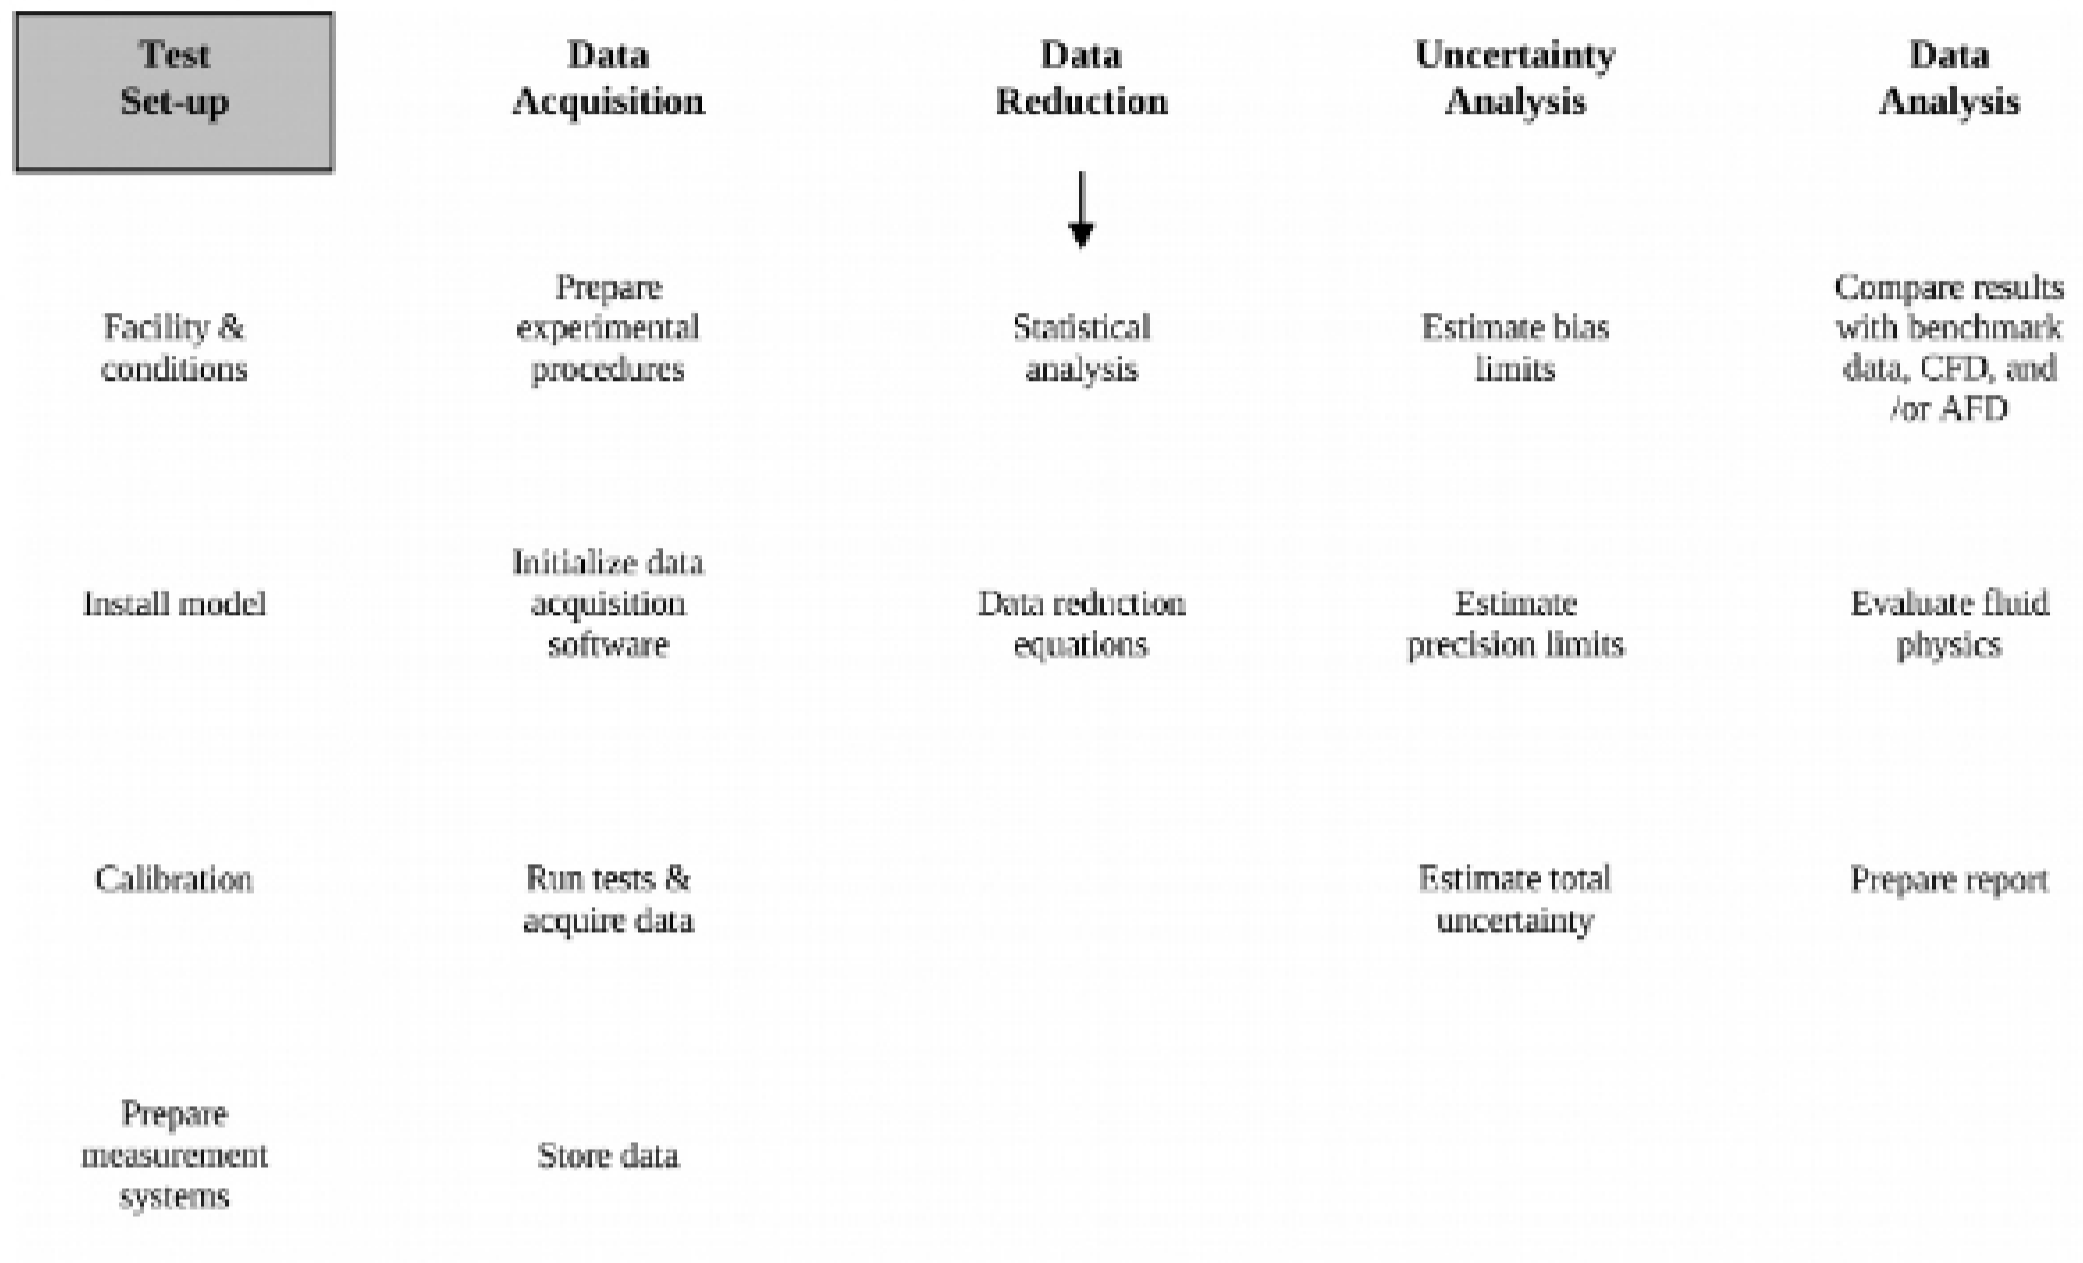 Test
Set-up
Data
Acquisition
Data
Reduction
Uncertainty
Analysis
Data
Analysis
Facility &
conditions
Prepare
experimental
procedures
Statistical
analysis
Estimate bias
limits
Compare results
with benchmark
data, CFD, and
/or AFD
Install model
Initialize data
acquisition
software
Data reduction
equations
Estimate
precision limits
Evaluate fluid
physics
Calibration
Run tests &
acquire data
Estimate total
uncertainty
Prepare report
Prepare
measurement
systems
Store data